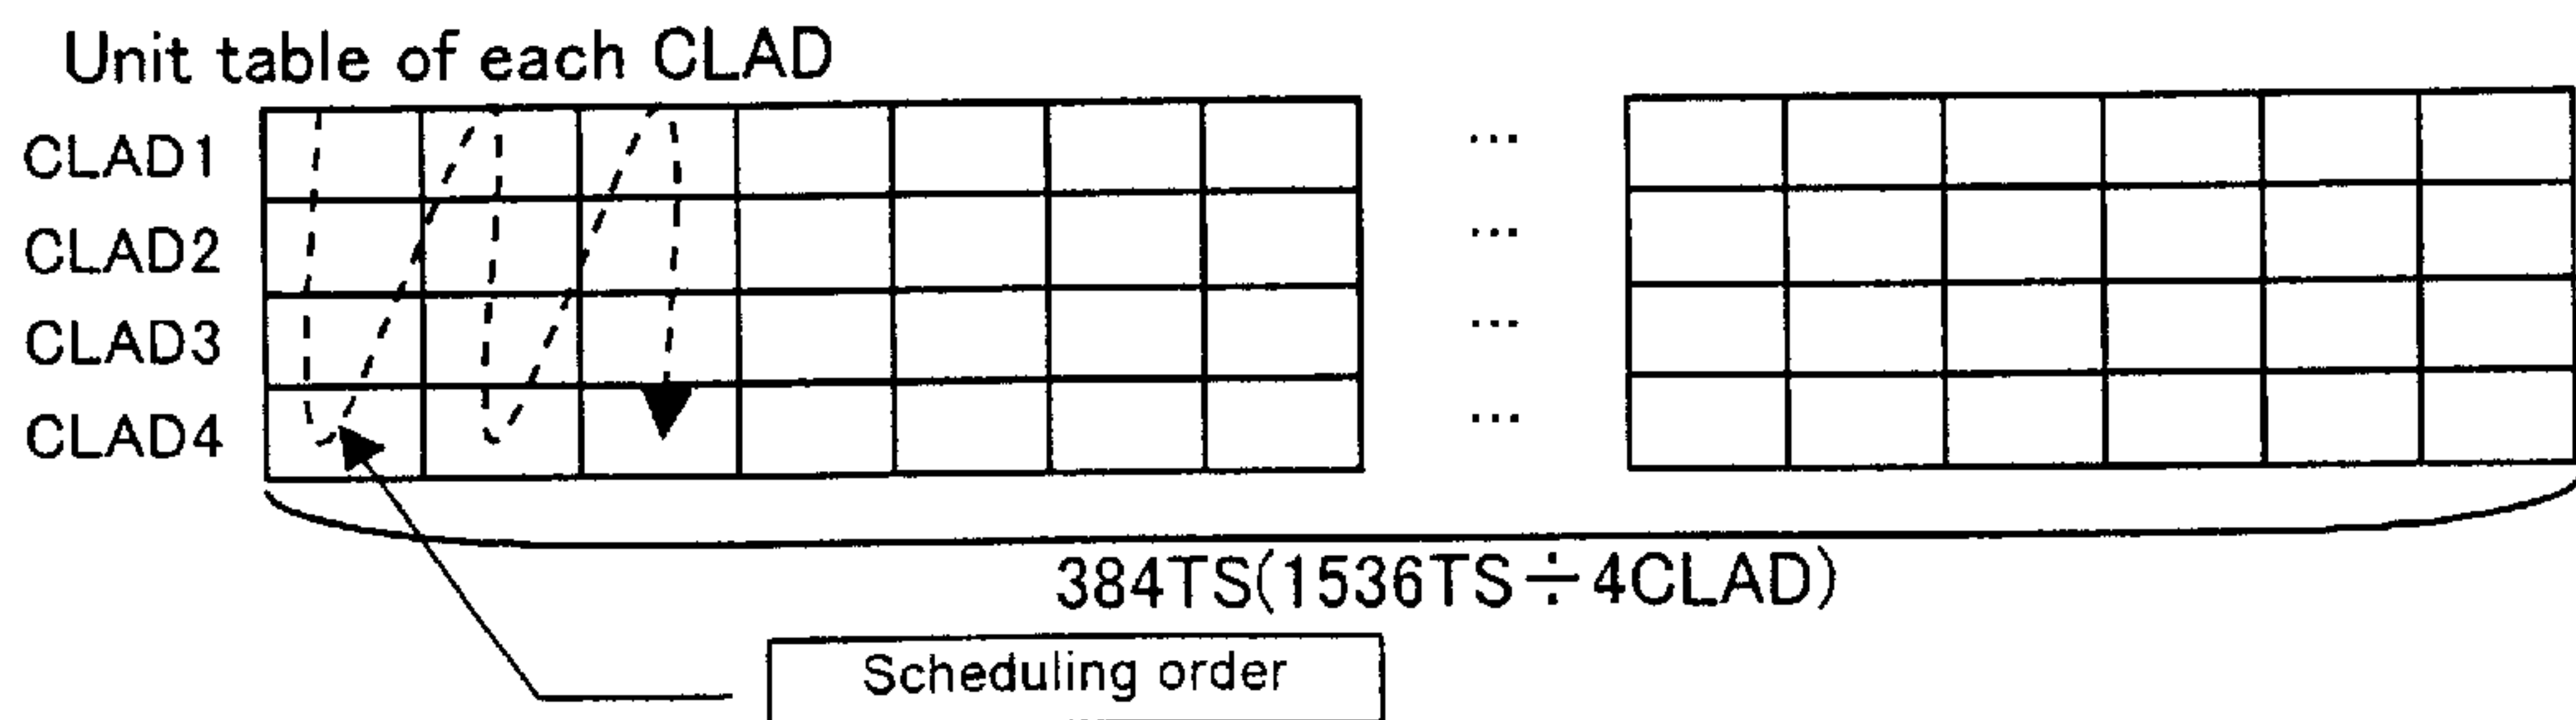 Unit table of each CLAD
CLAD1 ...
CLAD2 ...
CLAD3 ...
CLAD4 ...
384TS(1536TS÷4CLAD)
Scheduling order